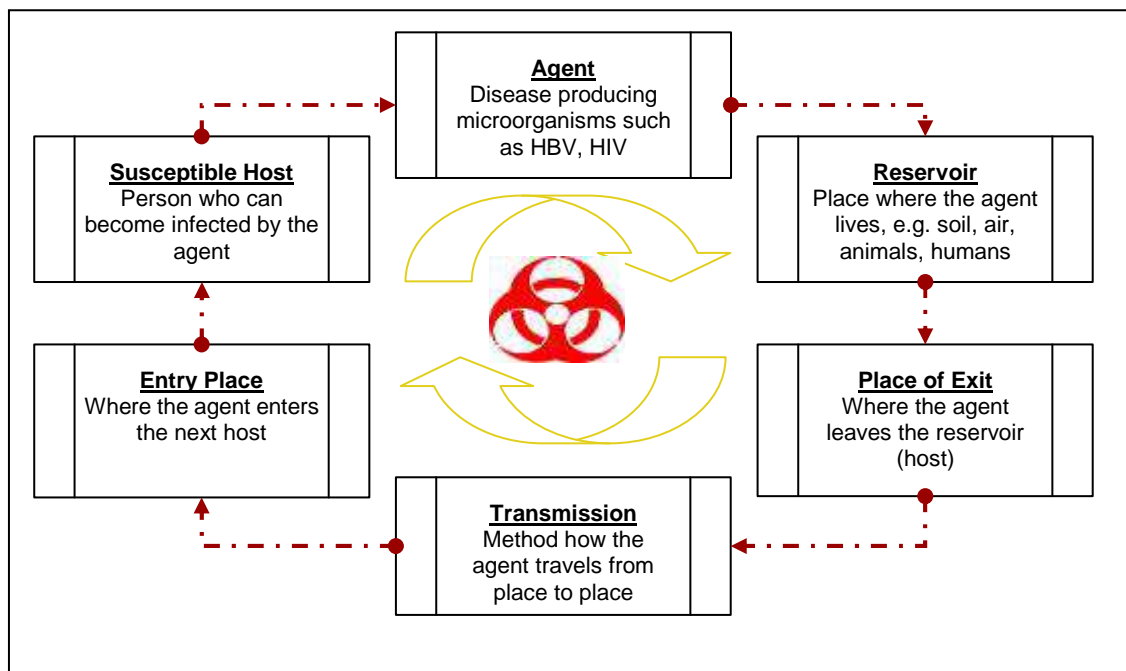 Agent
Disease producing
microorganisms such
as HBV, HIV
Reservoir
Place where the agent
lives, e.g. soil, air,
animals, humans
Place of Exit
Where the agent
leaves the reservoir
(host)
Transmission
Method how the
agent travels from
place to place
Entry Place
Where the agent enters
the next host
Susceptible Host
Person who can
become infected by the
agent